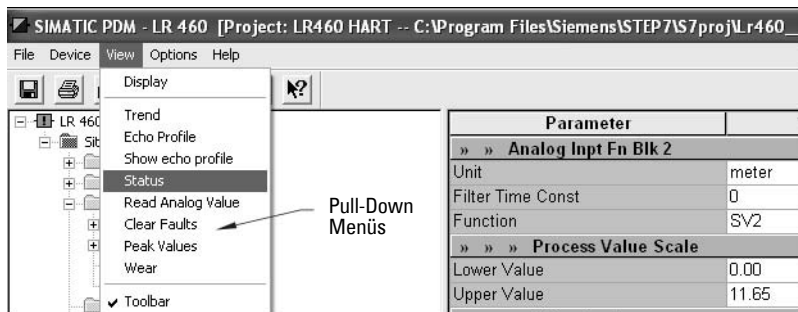 SIMATIC PDM - LR 460 [Project: LR460 HART -- C:\Program Files\Siemens\STEP7\S7proj\Lr460_
File Device View Options Help
Display
Trend
Echo Profile
Show echo profile
Status
Read Analog Value
Clear Faults
Peak Values
Wear
✔ Toolbar
LR 460
Sit
Pull-Down
Menüs
Parameter
» » Analog Inpt Fn Blk 2
Unit meter
Filter Time Const 0
Function SV2
» » » Process Value Scale
Lower Value 0.00
Upper Value 11.65